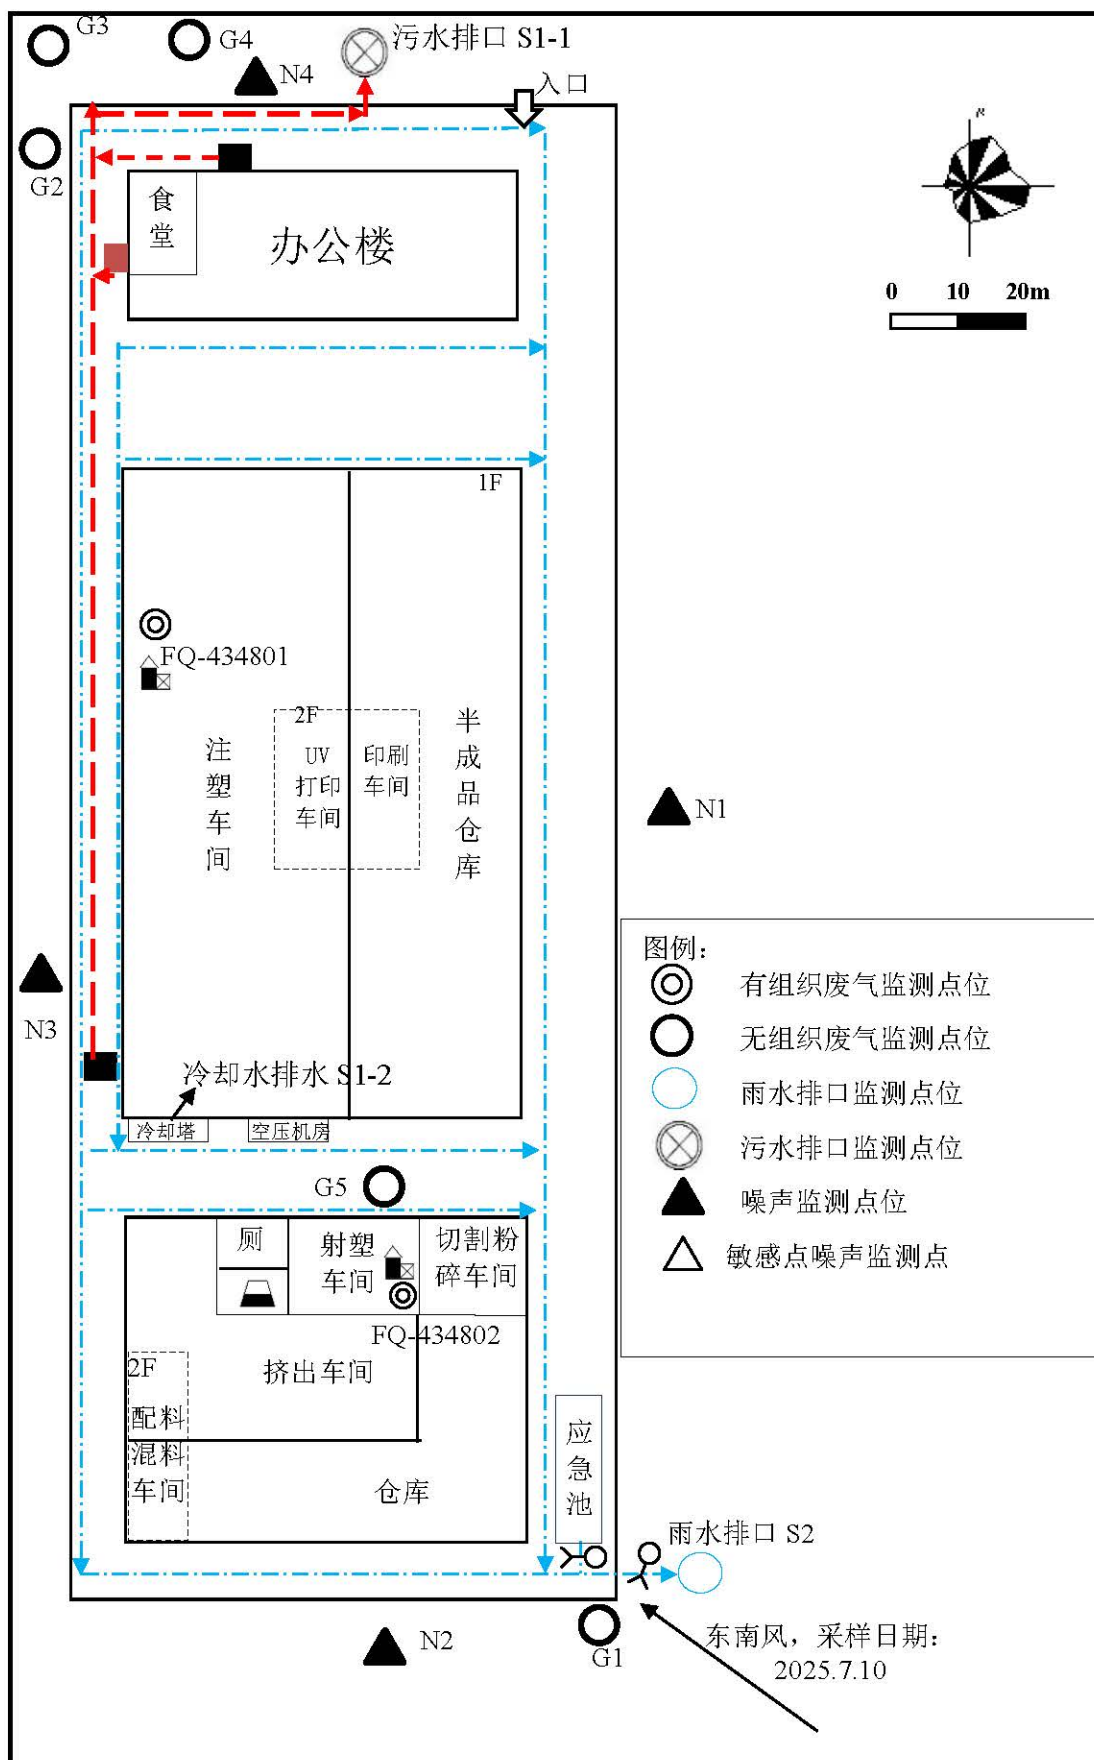 G3
G4
污水排口 S1-1
N4
入口
G2
食
堂
办公楼
0 10 20m
1F
FQ-434801
2F
UV
打印
车间
印刷
车间
注
塑
车
间
半
成
品
仓
库
N1
N3
图例：
有组织废气监测点位
无组织废气监测点位
雨水排口监测点位
污水排口监测点位
噪声监测点位
敏感点噪声监测点
冷却水排水 S1-2
冷却塔
空压机房
G5
厕
射塑
车间
切割粉
碎车间
FQ-434802
2F
挤出车间
配料
混料
车间
仓库
应
急
池
雨水排口 S2
N2
G1
东南风，采样日期：
2025.7.10